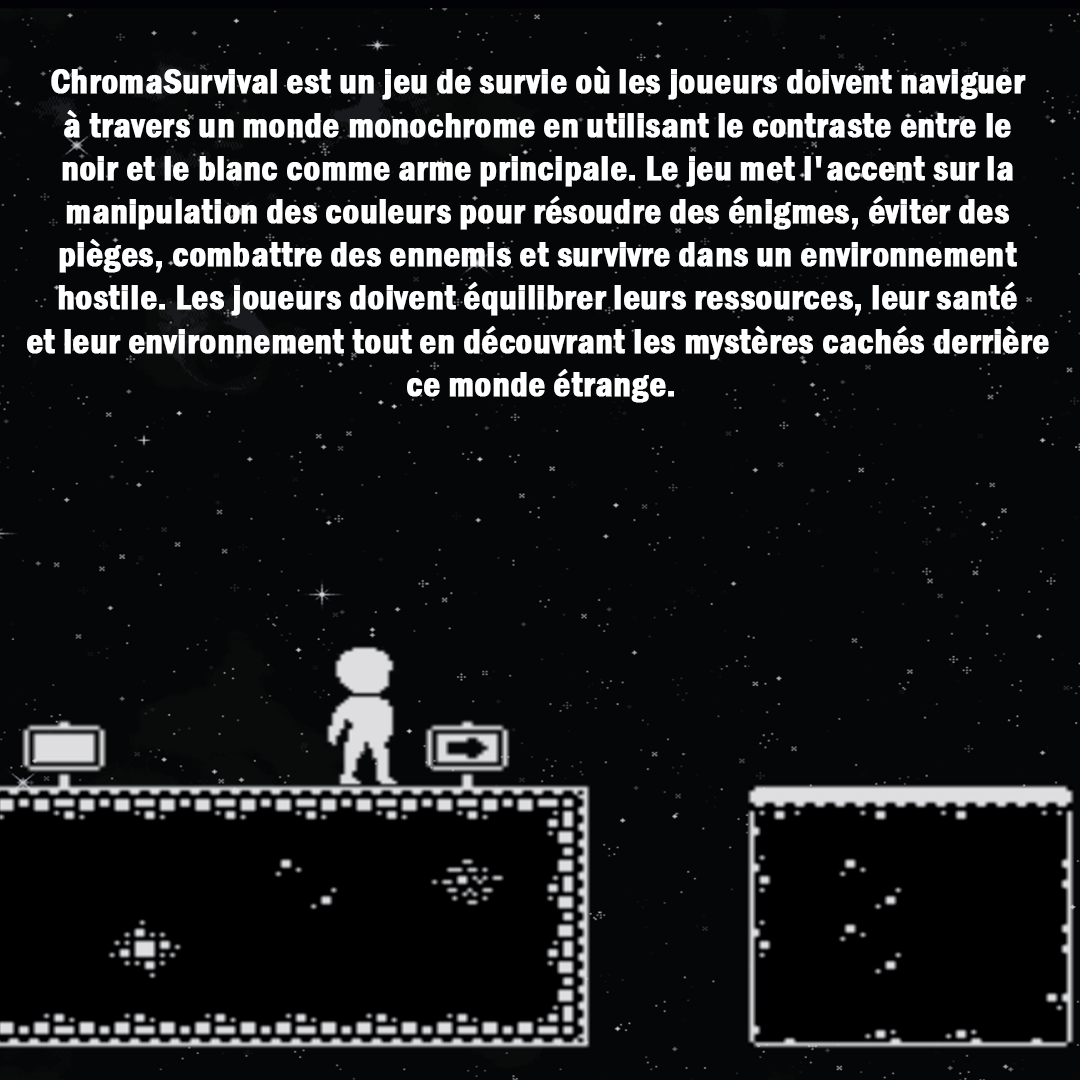 ChromaSurvival est un jeu de survie où les joueurs doivent naviguer
à travers un monde monochrome en utilisant le contraste entre le
noir et le blanc comme arme principale. Le jeu met l'accent sur la
manipulation des couleurs pour résoudre des énigmes, éviter des
pièges, combattre des ennemis et survivre dans un environnement
hostile. Les joueurs doivent équilibrer leurs ressources, leur santé
et leur environnement tout en découvrant les mystères cachés derrière
ce monde étrange.